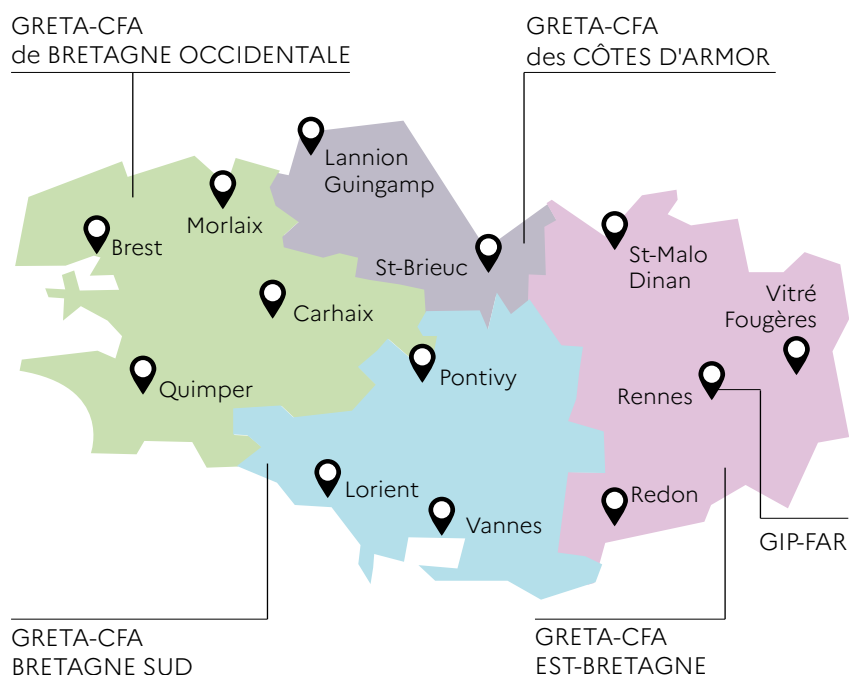 GRETA-CFA
de BRETAGNE OCCIDENTALE
GRETA-CFA
des CÔTES D'ARMOR
Lannion
Guingamp
Morlaix
Brest
St-Brieuc
St-Malo
Dinan
Vitré
Fougères
Carhaix
Quimper
Pontivy
Rennes
Lorient
Vannes
Redon
GIP-FAR
GRETA-CFA
BRETAGNE SUD
GRETA-CFA
EST-BRETAGNE